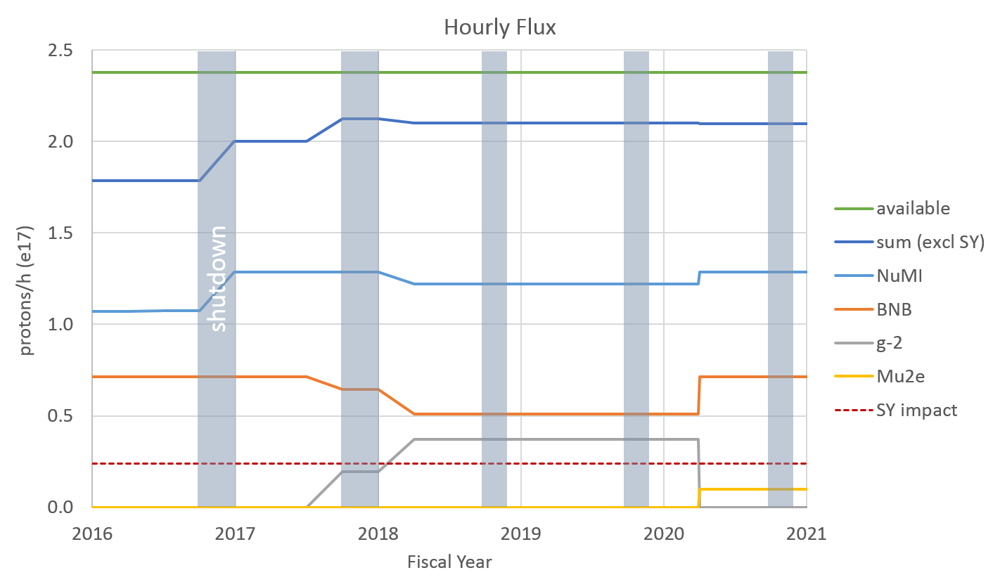 Hourly Flux
2.5
2.0
1.5
1.0
0.5
0.0
protons/h (e17)
shutdown
2016 2017 2018 2019 2020 2021
Fiscal Year
available
sum (excl SY)
NuMI
BNB
g-2
Mu2e
SY impact